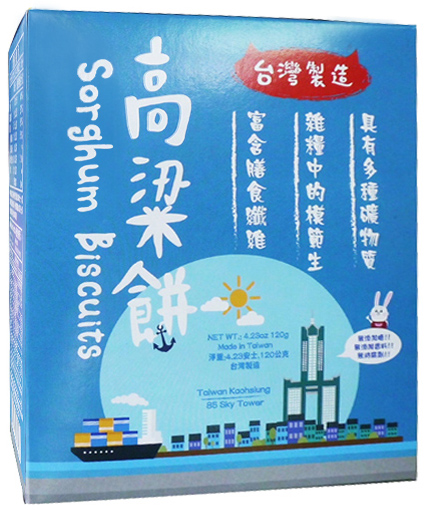 台灣製造
高粱餅
Sorghum Biscuits
具有多種礦物質
雜糧中的模範生
富含膳食纖維
NET WT.: 4.23oz 120g
Made in Taiwan
淨重:4.23安士,120公克
台灣製造
Taiwan Kaohsiung
85 Sky Tower